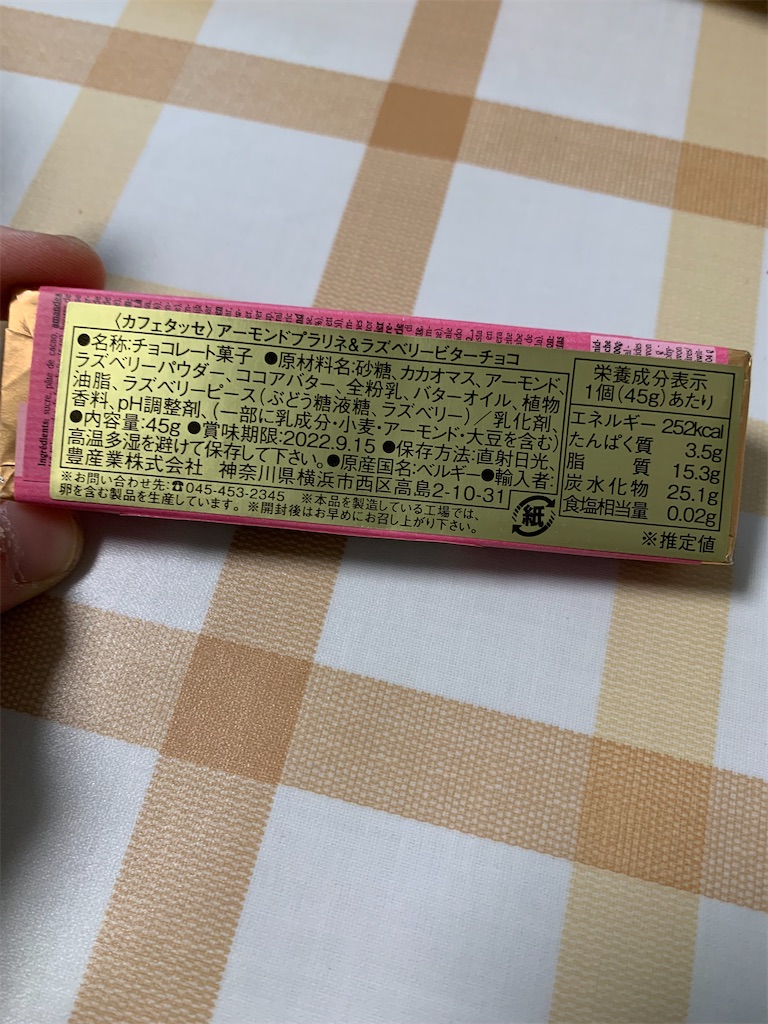 〈カフェタッセ〉アーモンドプラリネ&ラズベリービターチョコ
●名称:チョコレート菓子 ●原材料名:砂糖、カカオマス、アーモンド、
ラズベリーパウダー、ココアバター、全粉乳、バターオイル、植物
油脂、ラズベリーピース(ぶどう糖液糖、ラズベリー)/乳化剤、
香料、pH調整剤、(一部に乳成分・小麦・アーモンド・大豆を含む)
●内容量:45g ●賞味期限:2022.9.15 ●保存方法:直射日光、
高温多湿を避けて保存して下さい。●原産国名:ベルギー●輸入者:
豊産業株式会社 神奈川県横浜市西区高島2-10-31
※お問い合わせ先:☎045-453-2345 ※本品を製造している工場では、
卵を含む製品を生産しています。※開封後はお早めにお召し上がり下さい。
紙
栄養成分表示
1個(45g)あたり
エネルギー 252kcal
たんぱく質 3.5g
脂質 15.3g
炭水化物 25.1g
食塩相当量 0.02g
※推定値
Ingrédients: sucre, pâte de cacao, amandes